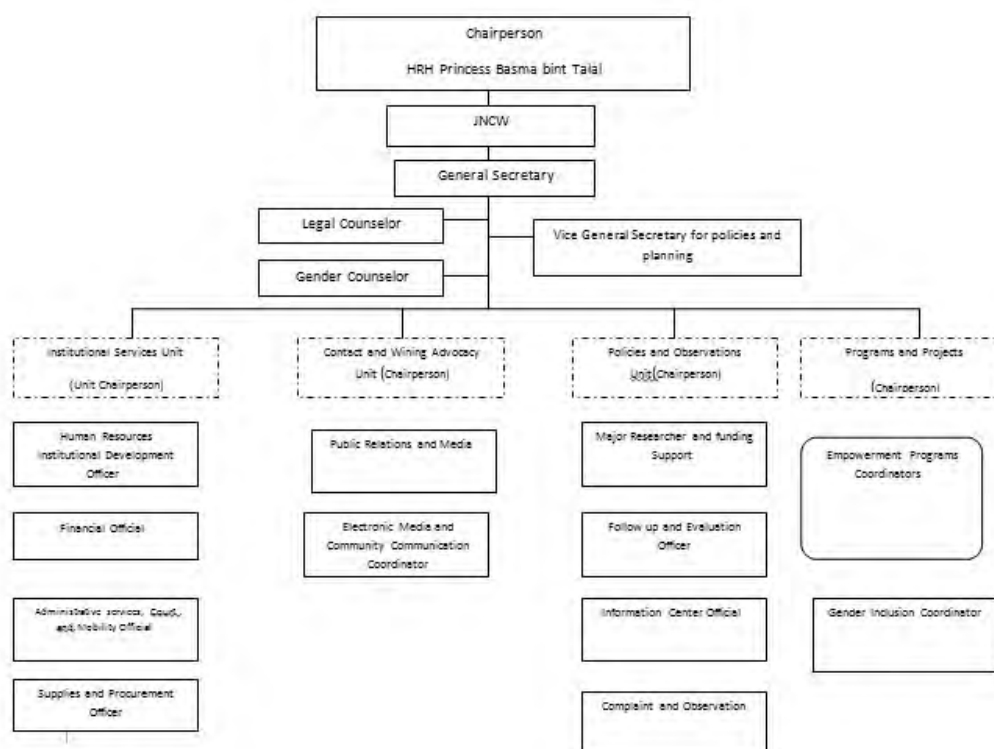 Chairperson
HRH Princess Basma bint Talal
JNCW
General Secretary
Legal Counselor
Vice General Secretary for policies and
planning
Gender Counselor
Institutional Services Unit
(Unit Chairperson)
Contact and Wining Advocacy
Unit (Chairperson)
Policies and Observations
Unit(Chairperson)
Programs and Projects
(Chairperson)
Human Resources
Institutional Development
Officer
Public Relations and Media
Major Researcher and funding
Support
Empowerment Programs
Coordinators
Financial Official
Electronic Media and
Community Communication
Coordinator
Follow up and Evaluation
Officer
Administrative services,
and Mobility Official
Information Center Official
Gender Inclusion Coordinator
Supplies and Procurement
Officer
Complaint and Observation